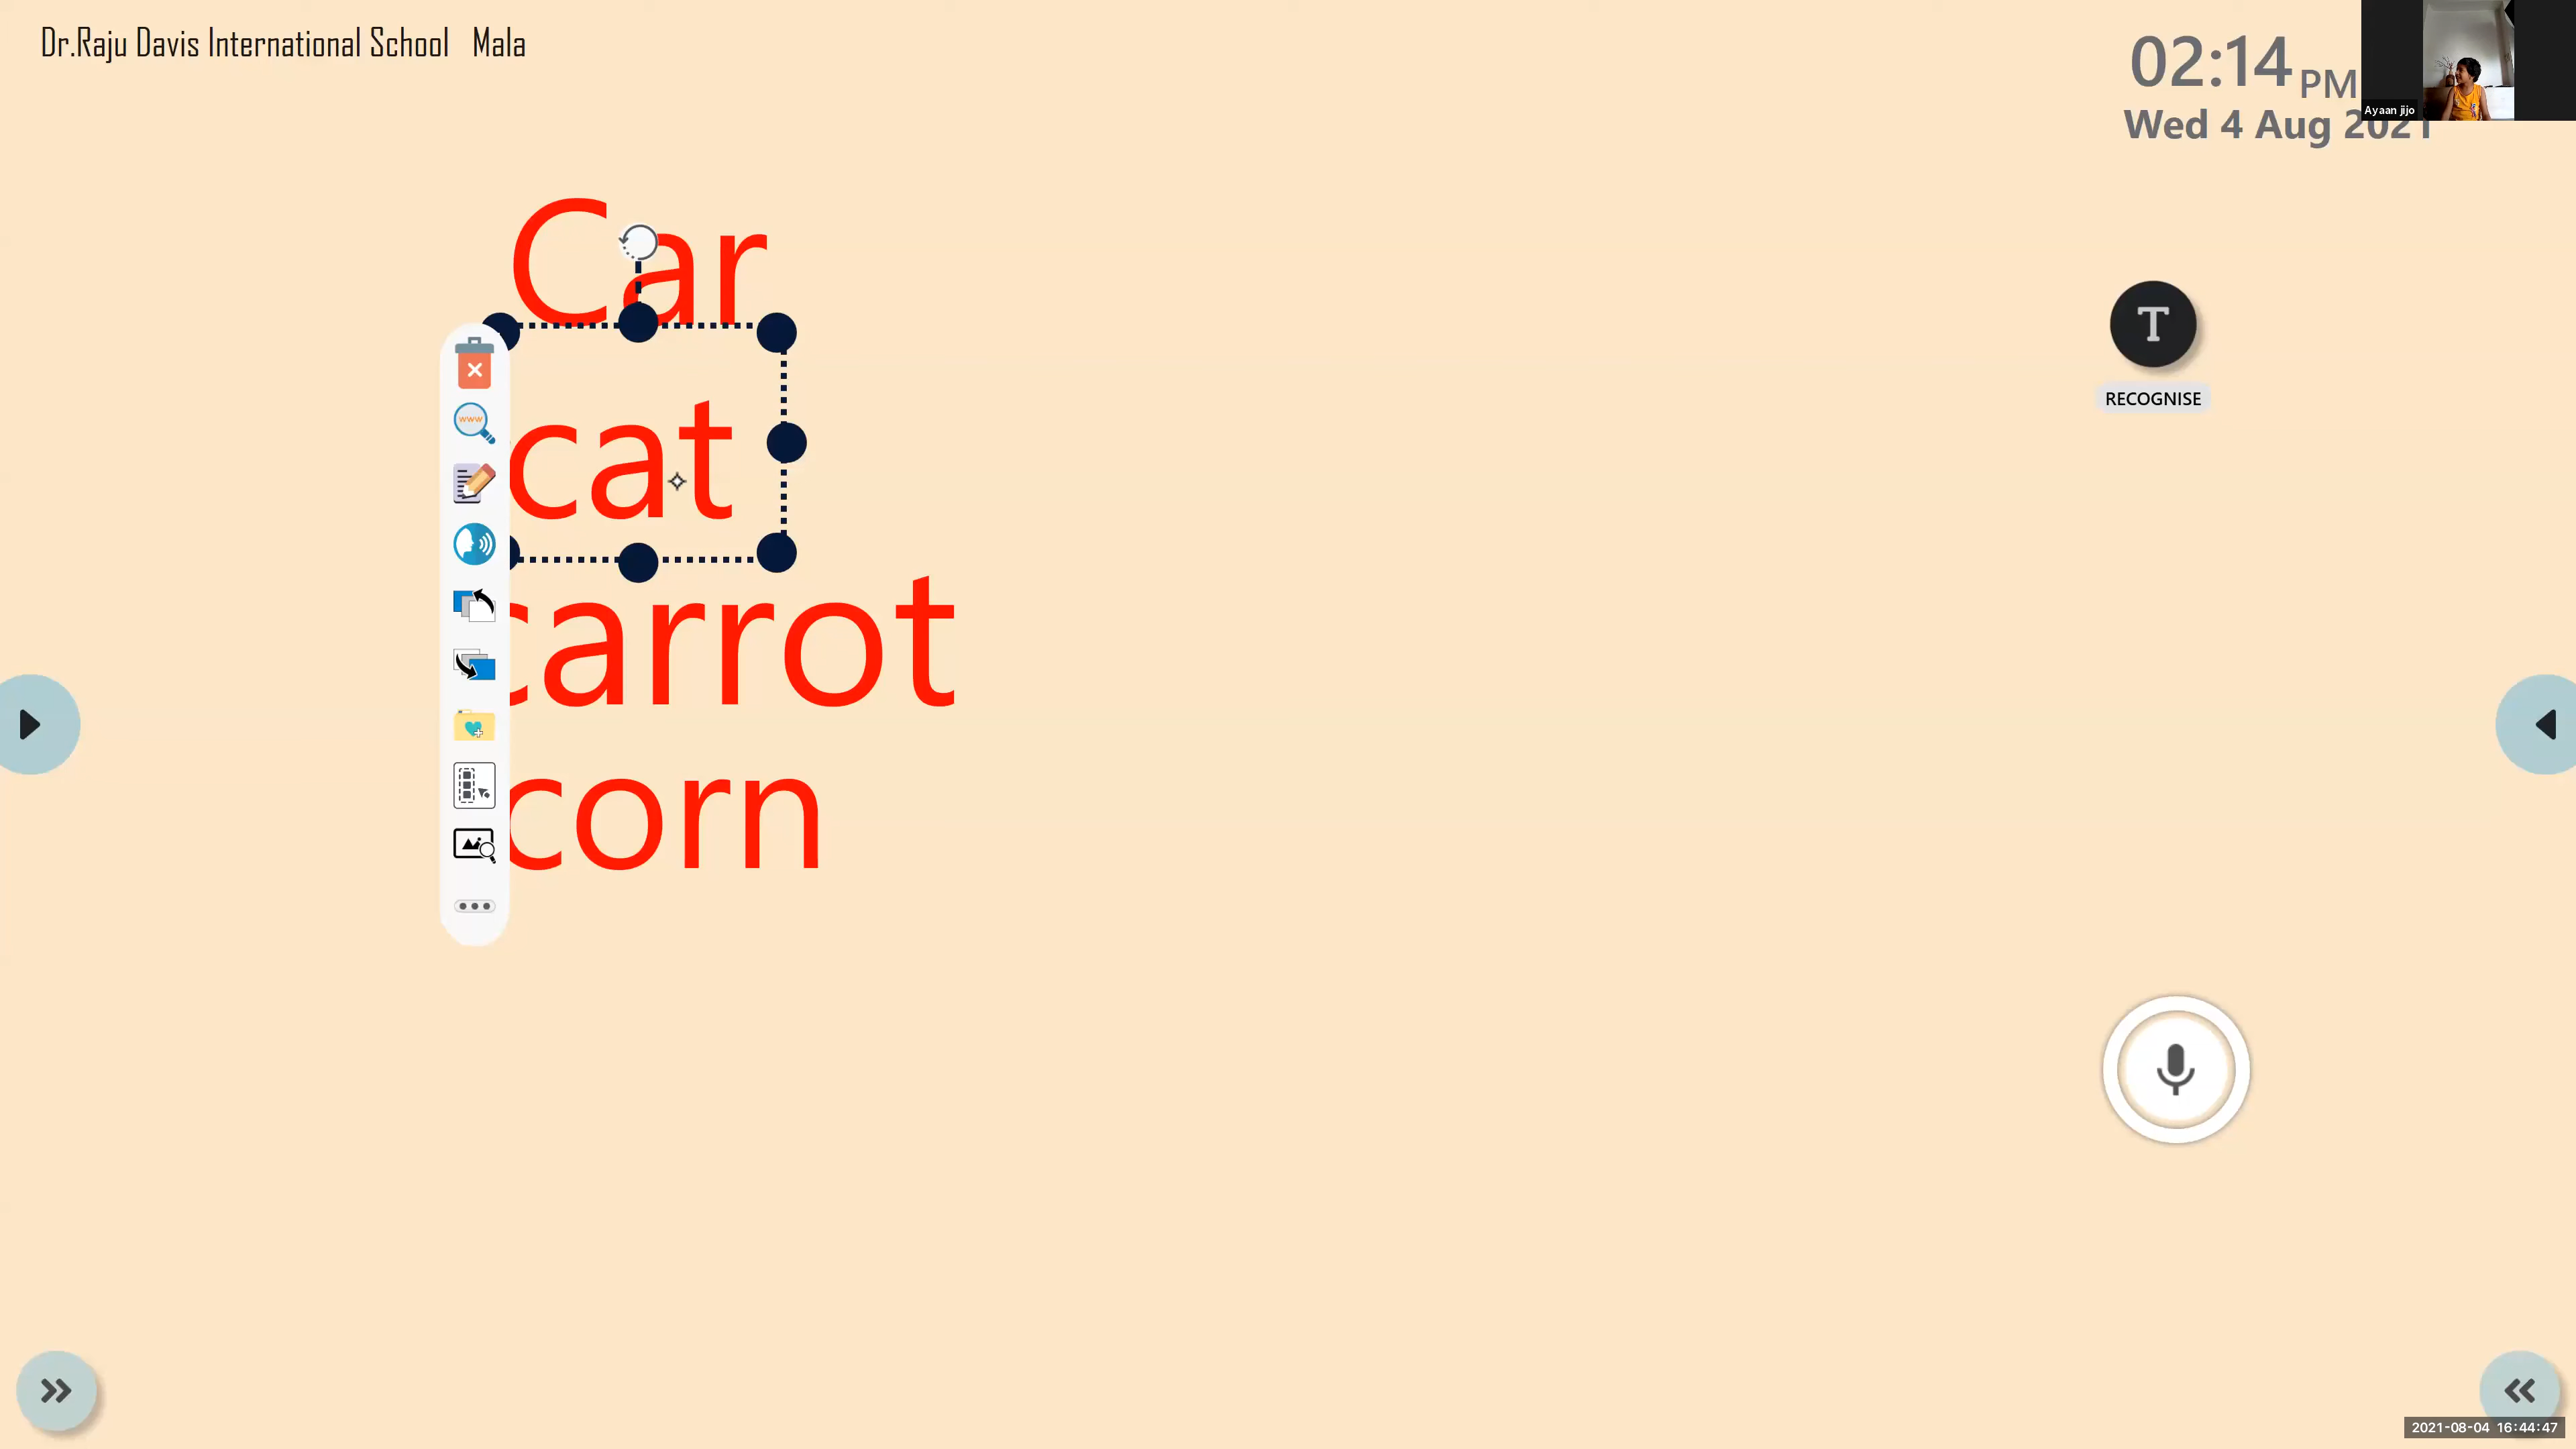 Dr.Raju Davis International School Mala
02:14 PM
Wed 4 Aug 2021
Ayaan jijo
Car
RECOGNISE
www
cat
carrot
corn
2021-08-04 16:44:47